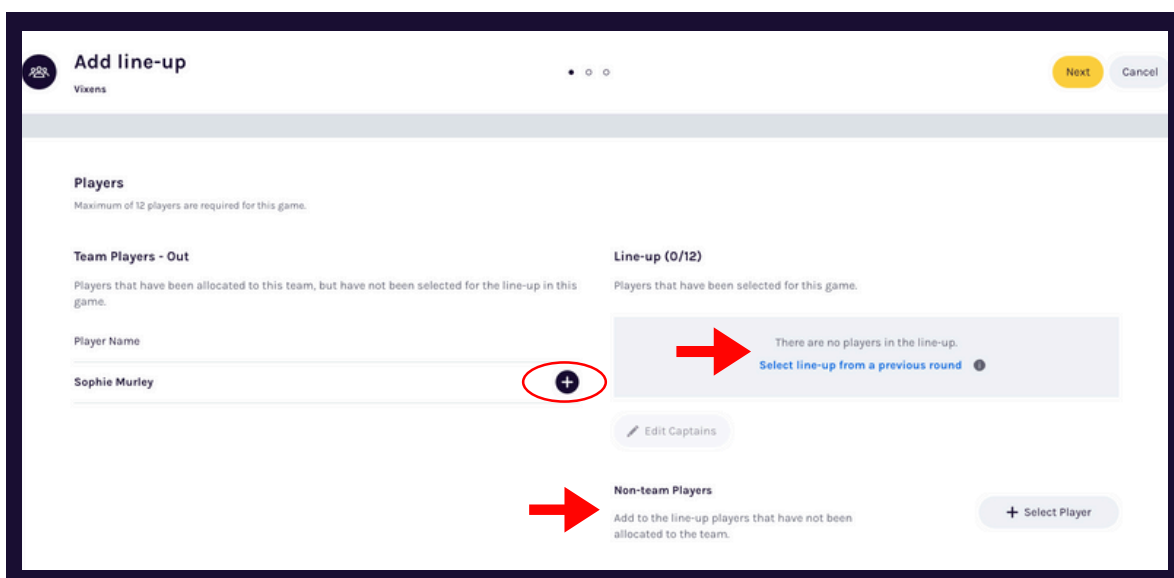 Add line-up
Vixens
Next
Cancel
Players
Maximum of 12 players are required for this game.
Team Players - Out
Players that have been allocated to this team, but have not been selected for the line-up in this
game.
Player Name
Sophie Murley
Line-up (0/12)
Players that have been selected for this game.
There are no players in the line-up.
Select line-up from a previous round
Edit Captains
Non-team Players
Add to the line-up players that have not been
allocated to the team.
+ Select Player